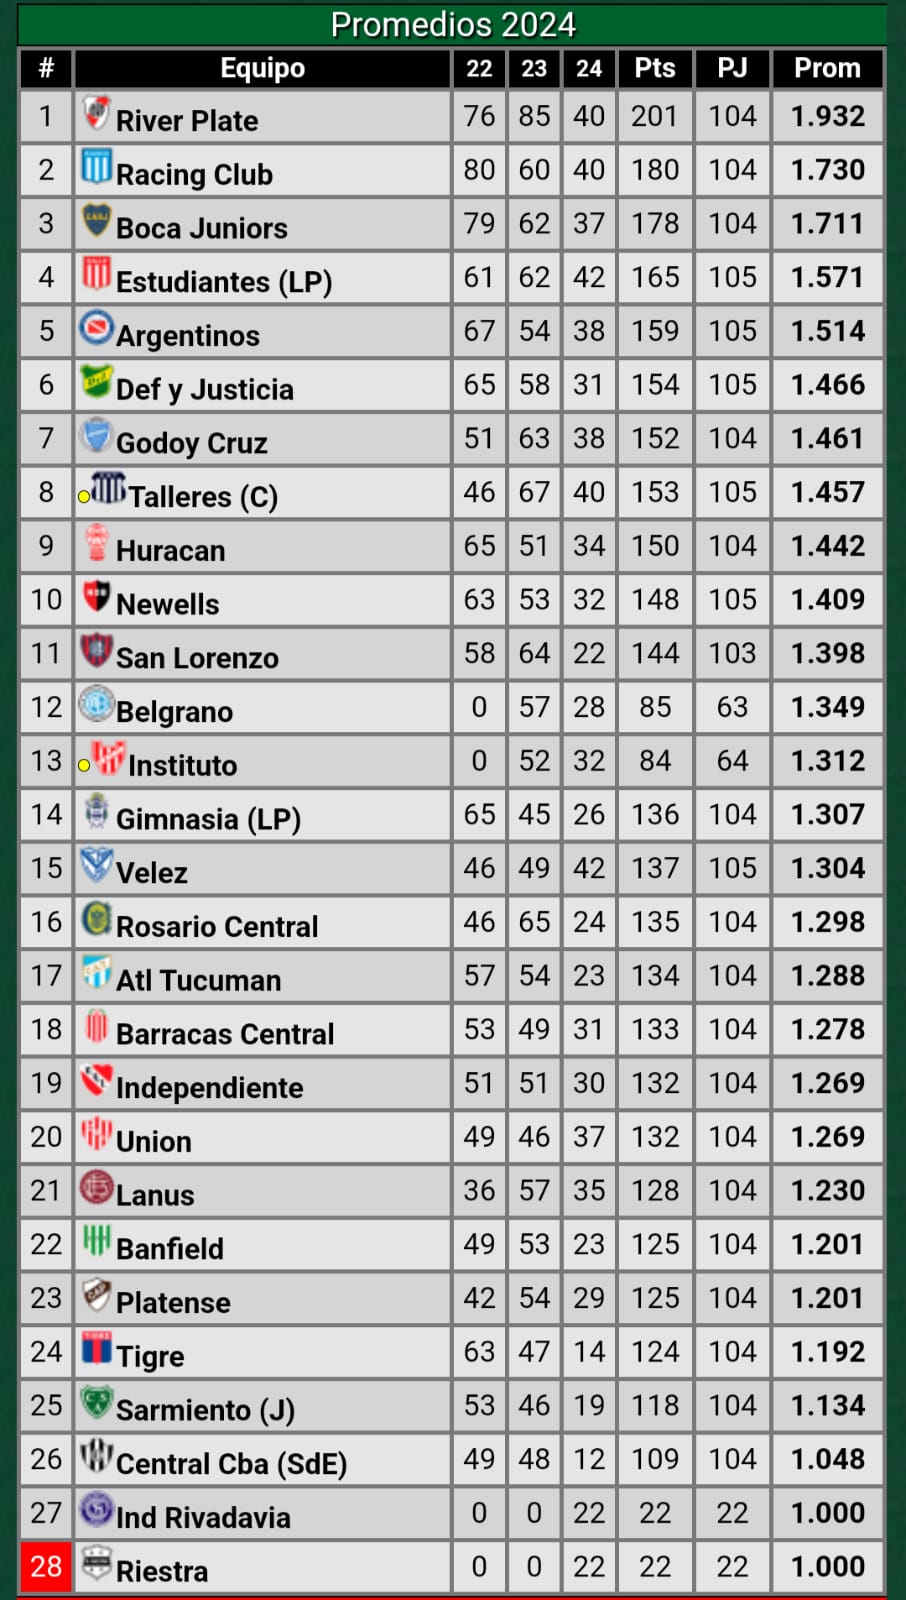 Promedios 2024
# Equipo 22 23 24 Pts PJ Prom
1 River Plate 76 85 40 201 104 1.932
2 Racing Club 80 60 40 180 104 1.730
3 Boca Juniors 79 62 37 178 104 1.711
4 Estudiantes (LP) 61 62 42 165 105 1.571
5 Argentinos 67 54 38 159 105 1.514
6 Def y Justicia 65 58 31 154 105 1.466
7 Godoy Cruz 51 63 38 152 104 1.461
8 Talleres (C) 46 67 40 153 105 1.457
9 Huracan 65 51 34 150 104 1.442
10 Newells 63 53 32 148 105 1.409
11 San Lorenzo 58 64 22 144 103 1.398
12 Belgrano 0 57 28 85 63 1.349
13 Instituto 0 52 32 84 64 1.312
14 Gimnasia (LP) 65 45 26 136 104 1.307
15 Velez 46 49 42 137 105 1.304
16 Rosario Central 46 65 24 135 104 1.298
17 Atl Tucuman 57 54 23 134 104 1.288
18 Barracas Central 53 49 31 133 104 1.278
19 Independiente 51 51 30 132 104 1.269
20 Union 49 46 37 132 104 1.269
21 Lanus 36 57 35 128 104 1.230
22 Banfield 49 53 23 125 104 1.201
23 Platense 42 54 29 125 104 1.201
24 Tigre 63 47 14 124 104 1.192
25 Sarmiento (J) 53 46 19 118 104 1.134
26 Central Cba (SdE) 49 48 12 109 104 1.048
27 Ind Rivadavia 0 0 22 22 22 1.000
28 Riestra 0 0 22 22 22 1.000